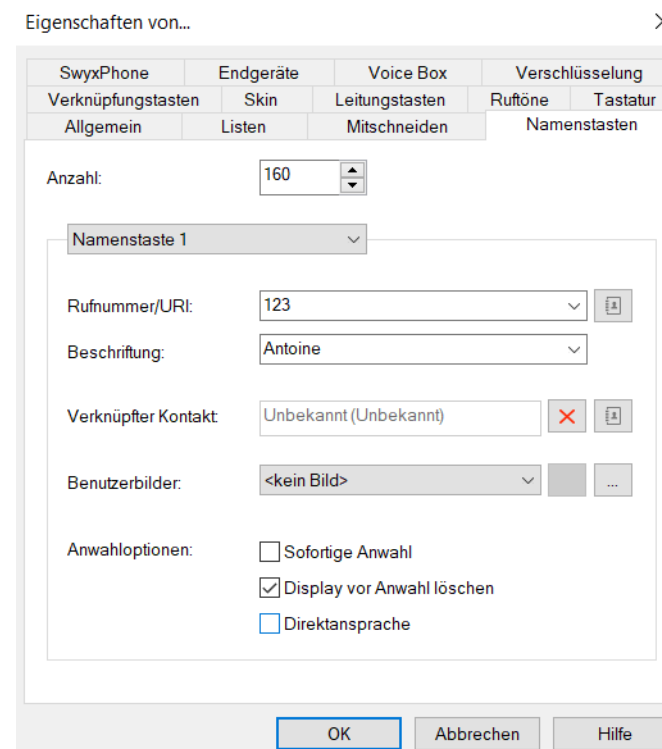 Eigenschaften von...
SwyxPhone Endgeräte Voice Box Verschlüsselung
Verknüpfungstasten Skin Leitungstasten Ruftöne Tastatur
Allgemein Listen Mitschneiden Namenstasten
Anzahl: 160
Namenstaste 1
Rufnummer/URI: 123
Beschriftung: Antoine
Verknüpfter Kontakt: Unbekannt (Unbekannt)
Benutzerbilder: <kein Bild> ...
Anwahloptionen: Sofortige Anwahl
Display vor Anwahl löschen
Direktansprache
OK Abbrechen Hilfe